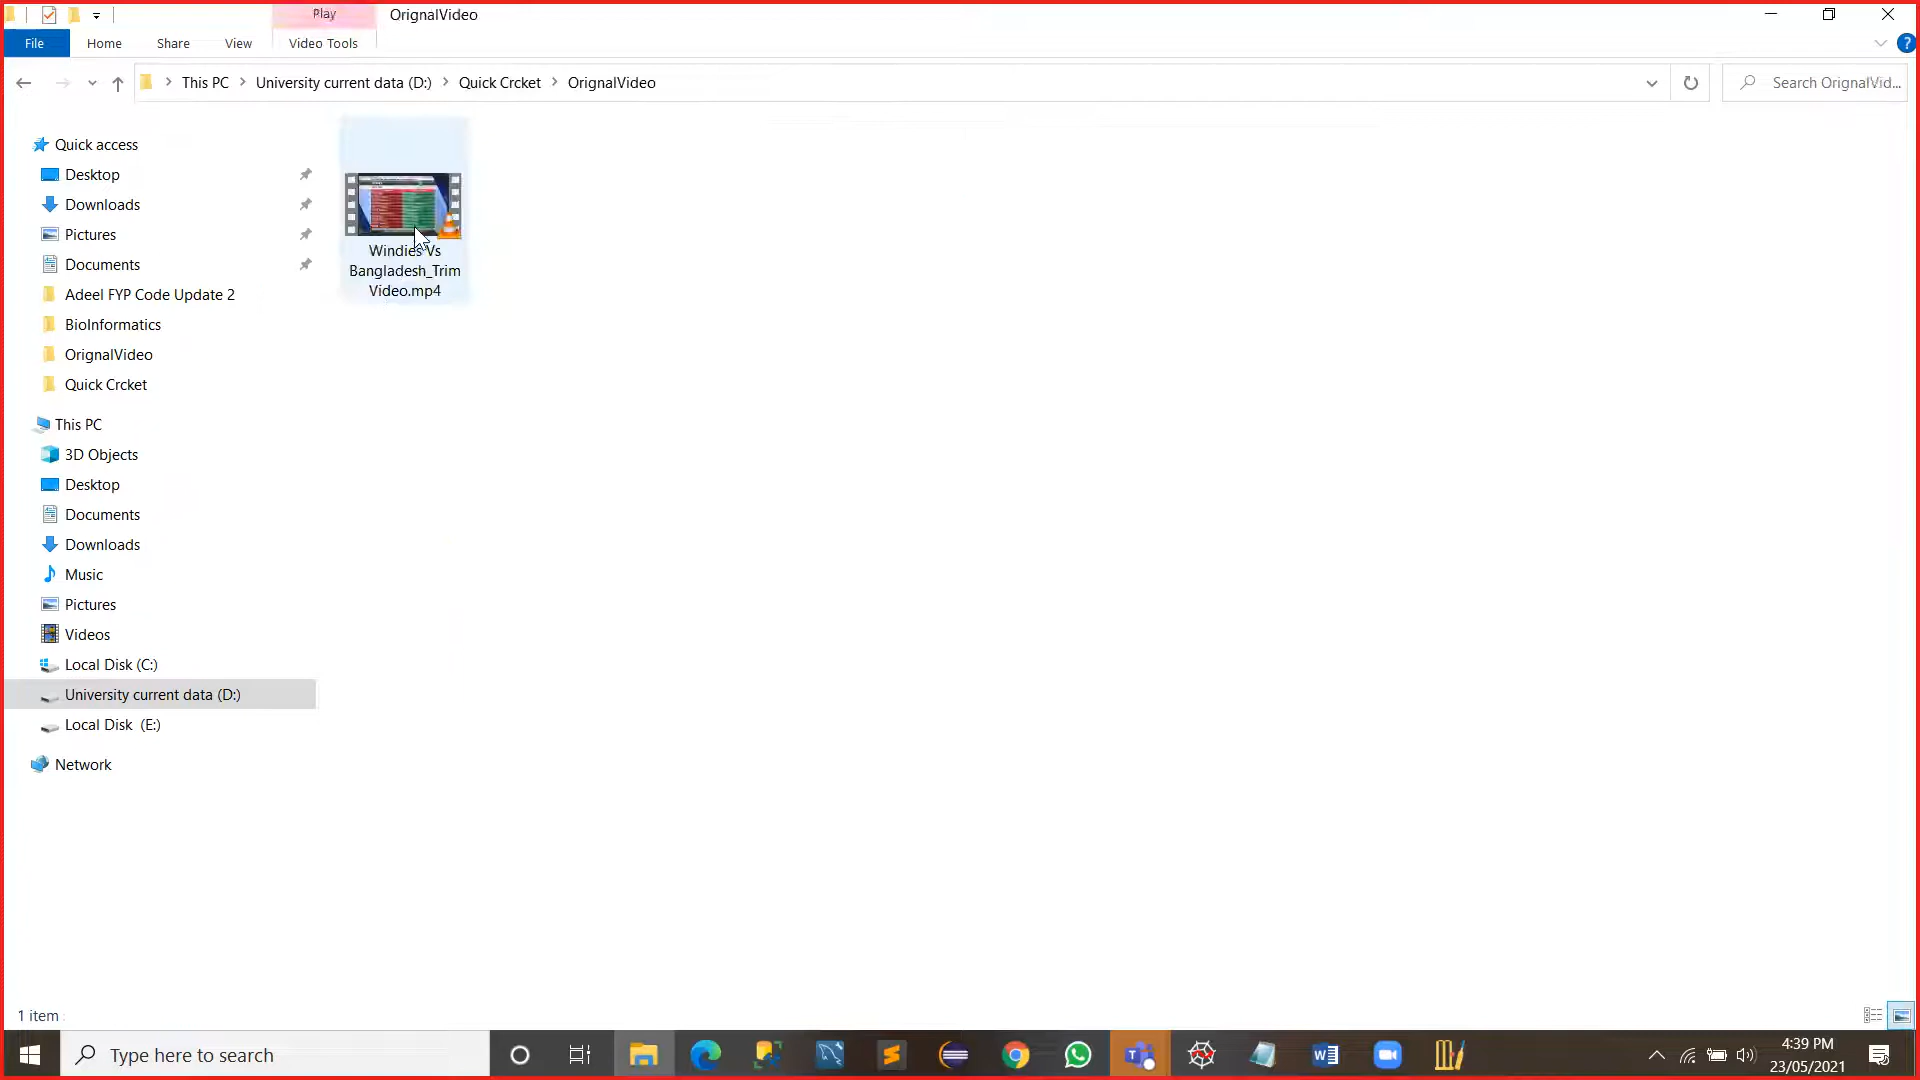 Play
OrignalVideo
File
Home
Share
View
Video Tools
?
This PC
University current data (D:)
Quick Crcket
OrignalVideo
Search OrignalVid...
Quick access
Desktop
Downloads
Pictures
Documents
Adeel FYP Code Update 2
BioInformatics
OrignalVideo
Quick Crcket
This PC
3D Objects
Desktop
Documents
Downloads
Music
Pictures
Videos
Local Disk (C:)
University current data (D:)
Local Disk (E:)
Network
Windies Vs
Bangladesh_Trim
Video.mp4
1 item
Type here to search
4:39 PM
23/05/2021